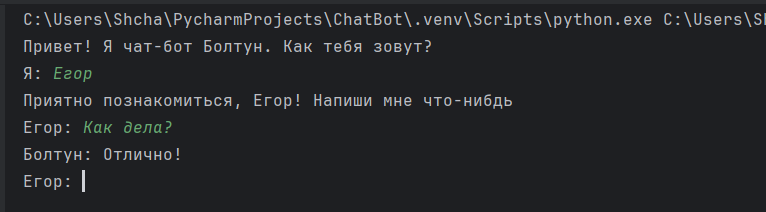 C:\Users\Shcha\PycharmProjects\ChatBot\.venv\Scripts\python.exe C:\Users\S
Привет! Я чат-бот Болтун. Как тебя зовут?
Я: Егор
Приятно познакомиться, Егор! Напиши мне что-нибдь
Егор: Как дела?
Болтун: Отлично!
Егор: